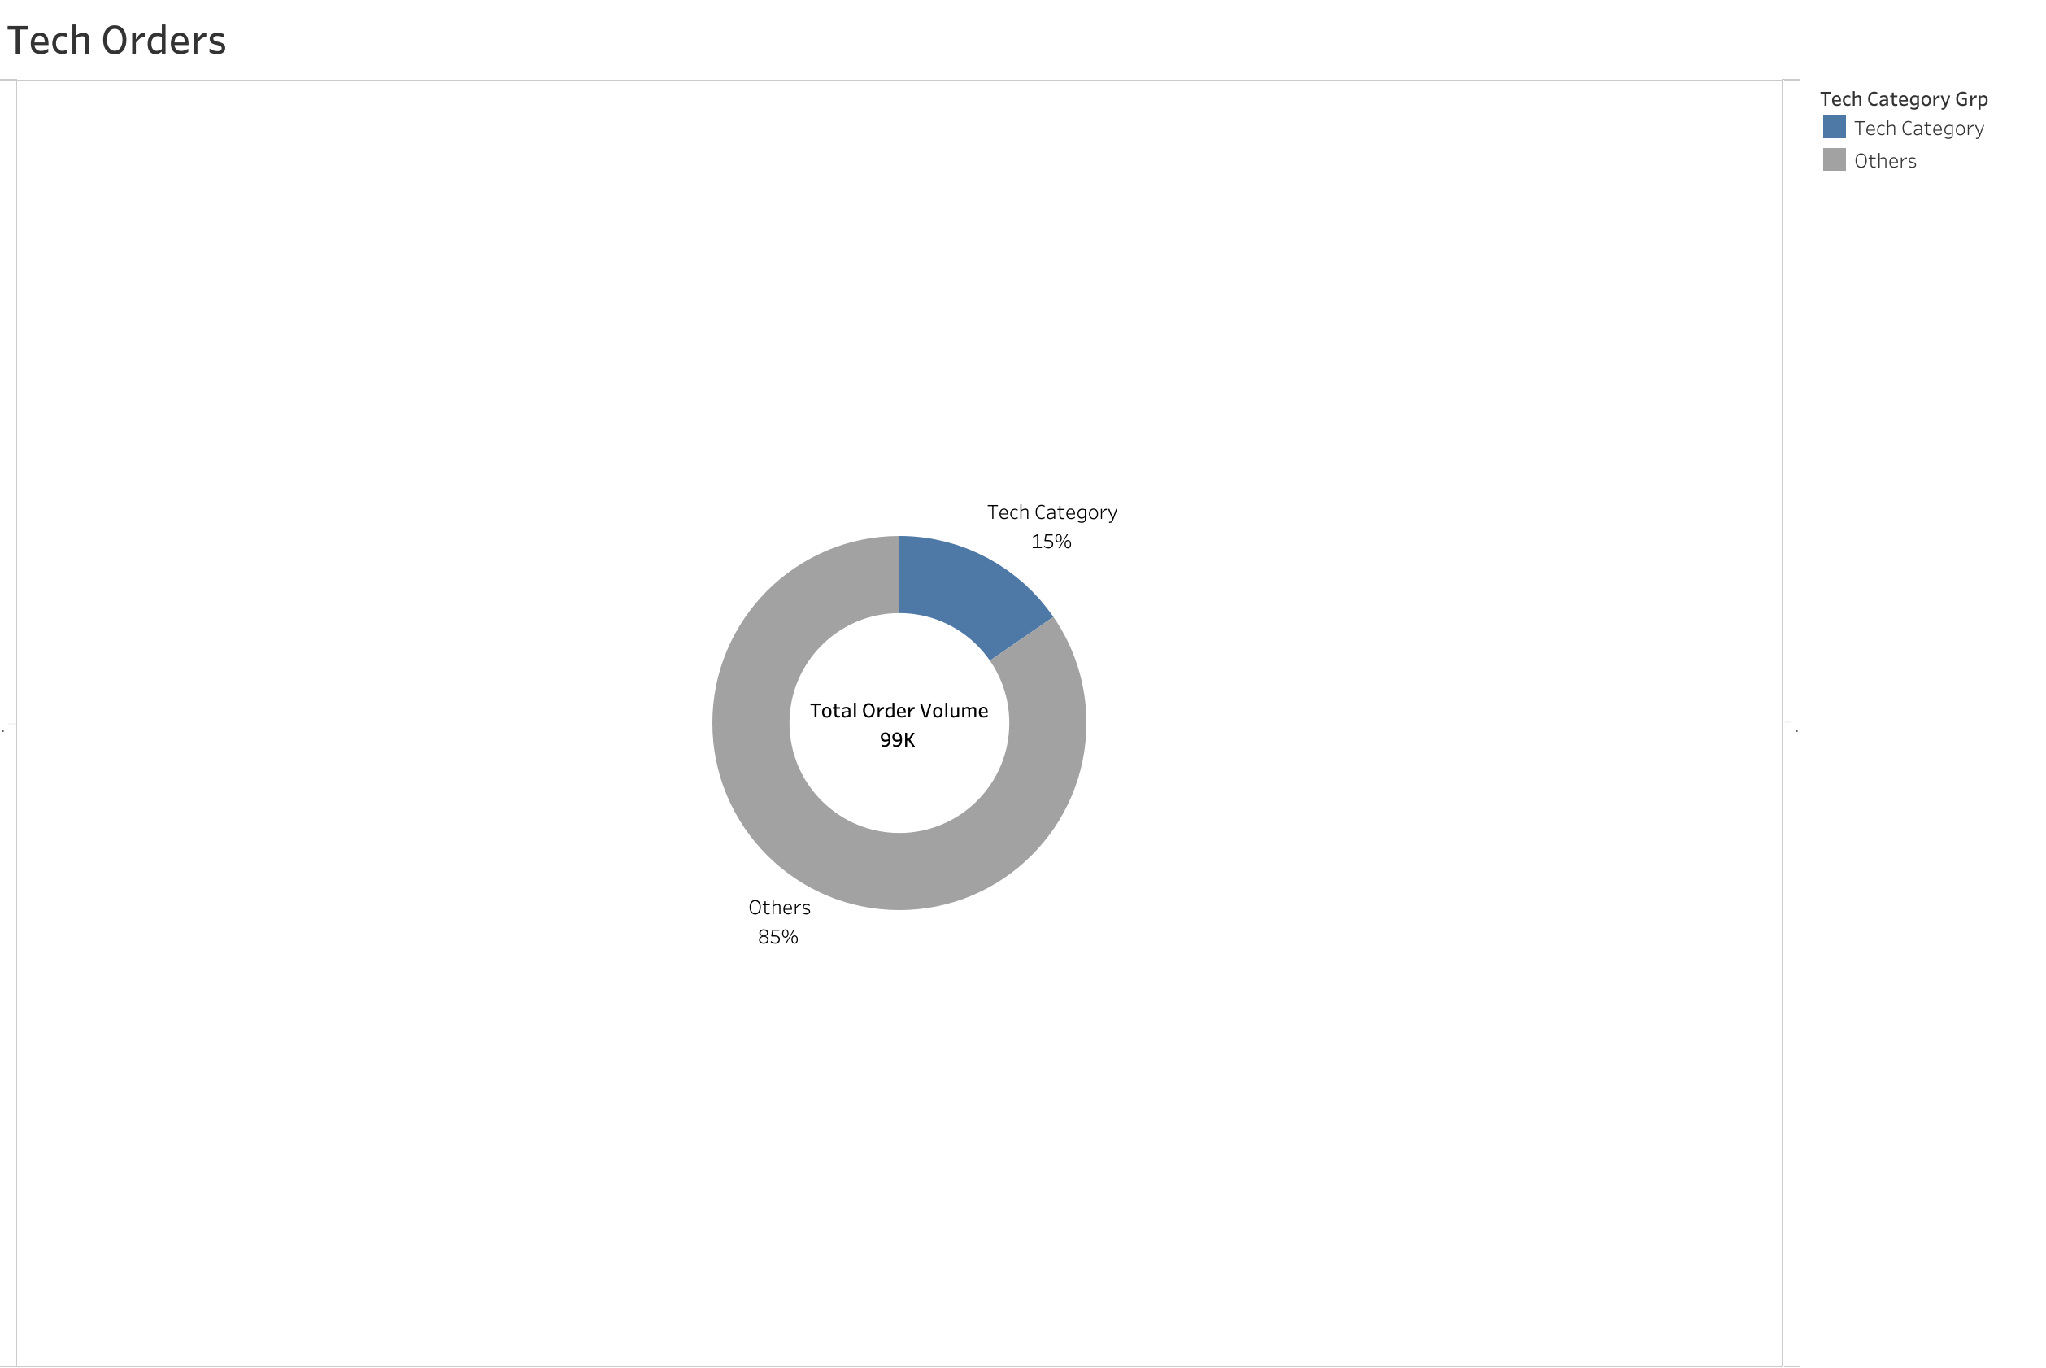 Tech Orders
Tech Category Grp
Tech Category
Others
Tech Category
15%
Total Order Volume
99K
Others
85%